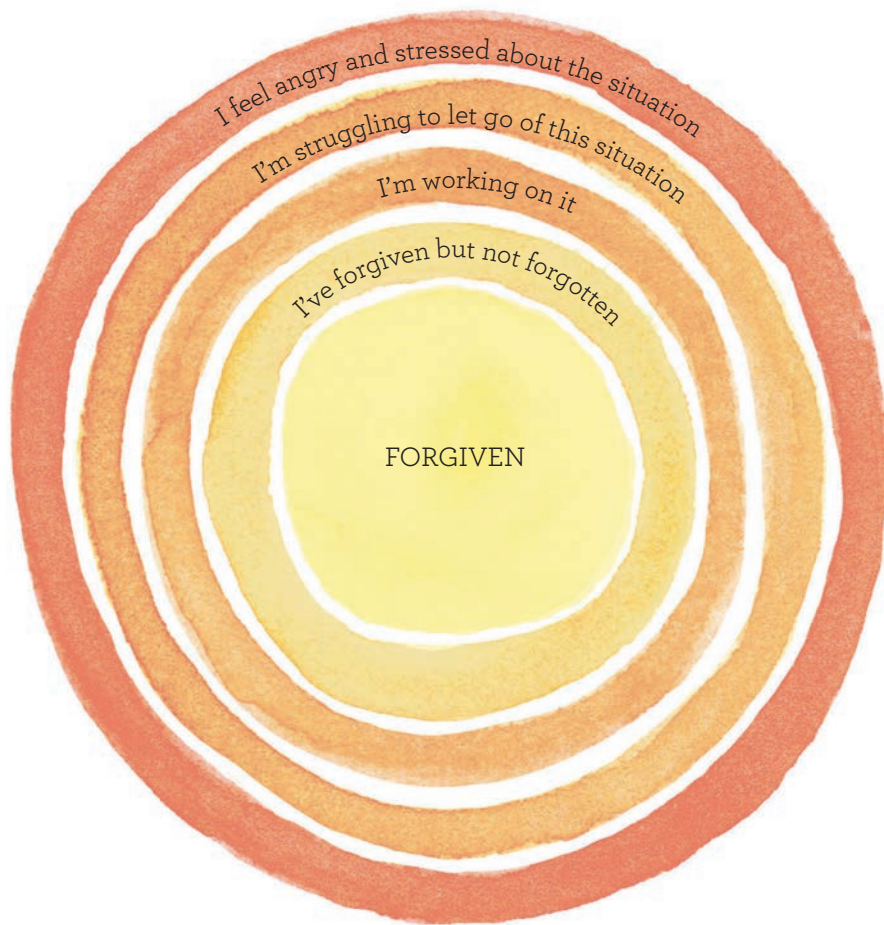 I feel angry and stressed about the situation
I'm struggling to let go of this situation
I'm working on it
I've forgiven but not forgotten
FORGIVEN